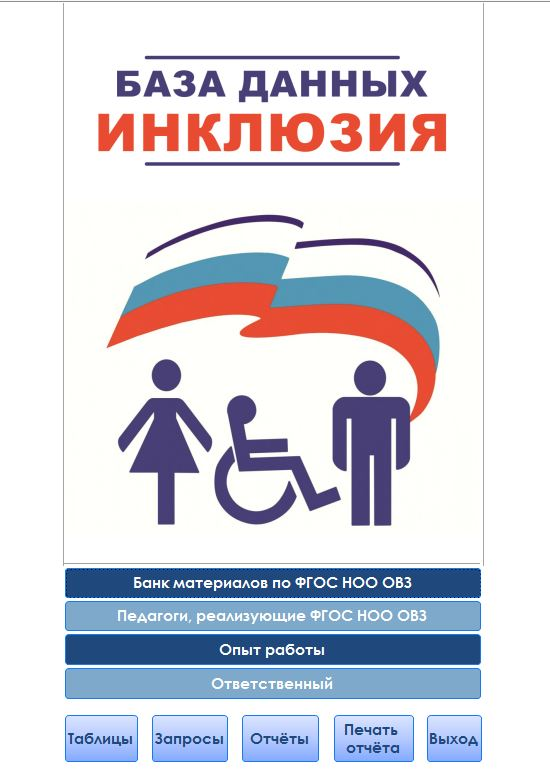 БАЗА ДАННЫХ
ИНКЛЮЗИЯ
Банк материалов по ФГОС НОО ОВЗ
Педагоги, реализующие ФГОС НОО ОВЗ
Опыт работы
Ответственный
Таблицы
Запросы
Отчёты
Печать
отчёта
Выход